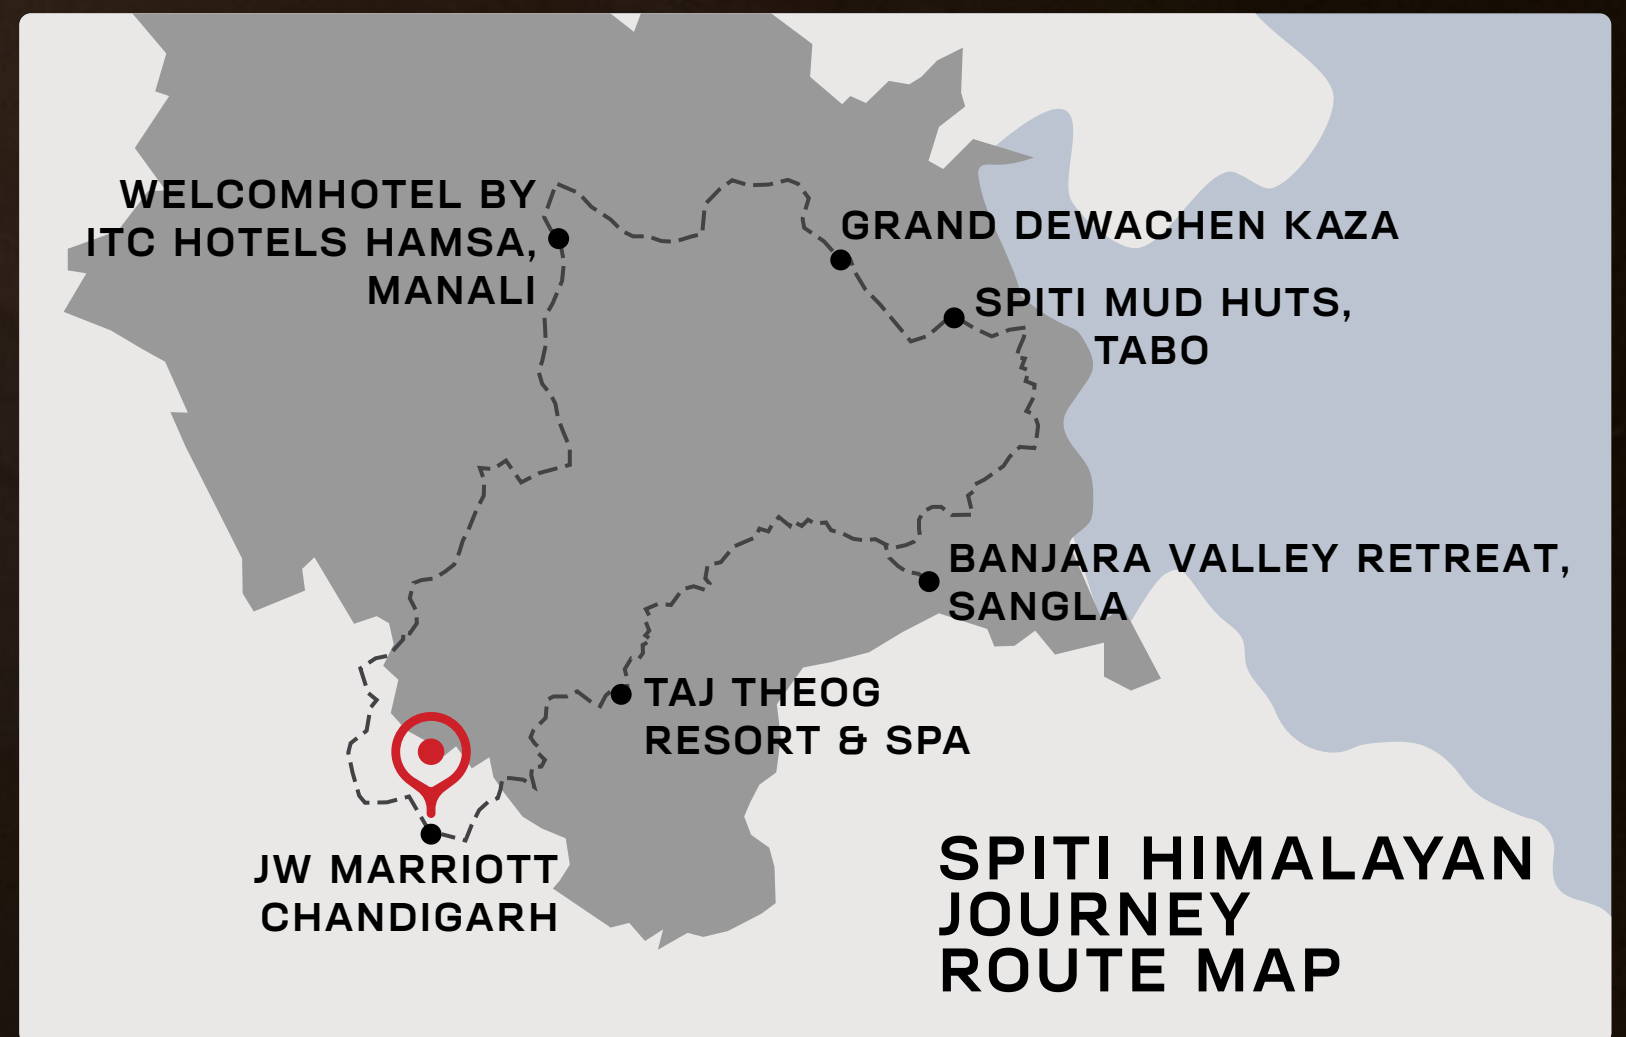 WELCOMHOTEL BY
ITC HOTELS HAMSA,
MANALI
GRAND DEWACHEN KAZA
SPITI MUD HUTS,
TABO
BANJARA VALLEY RETREAT,
SANGLA
TAJ THEOG
RESORT & SPA
JW MARRIOTT
CHANDIGARH
SPITI HIMALAYAN
JOURNEY
ROUTE MAP